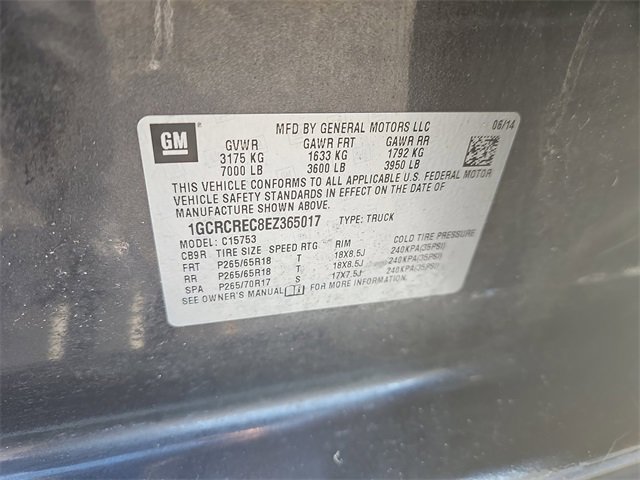 GM
MFD BY GENERAL MOTORS LLC 06/14
GVWR GAWR FRT GAWR RR
3175 KG 1633 KG 1792 KG
7000 LB 3600 LB 3950 LB
THIS VEHICLE CONFORMS TO ALL APPLICABLE U.S. FEDERAL MOTOR
VEHICLE SAFETY STANDARDS IN EFFECT ON THE DATE OF
MANUFACTURE SHOWN ABOVE.
1GCRCREC8EZ365017 TYPE: TRUCK
MODEL: C15753
CB9R TIRE SIZE SPEED RTG RIM COLD TIRE PRESSURE
FRT P265/65R18 T 18X8.5J 240KPA(35PSI)
RR P265/65R18 T 18X8.5J 240KPA(35PSI)
SPA P265/70R17 S 17X7.5J 240KPA(35PSI)
SEE OWNER'S MANUAL FOR MORE INFORMATION.